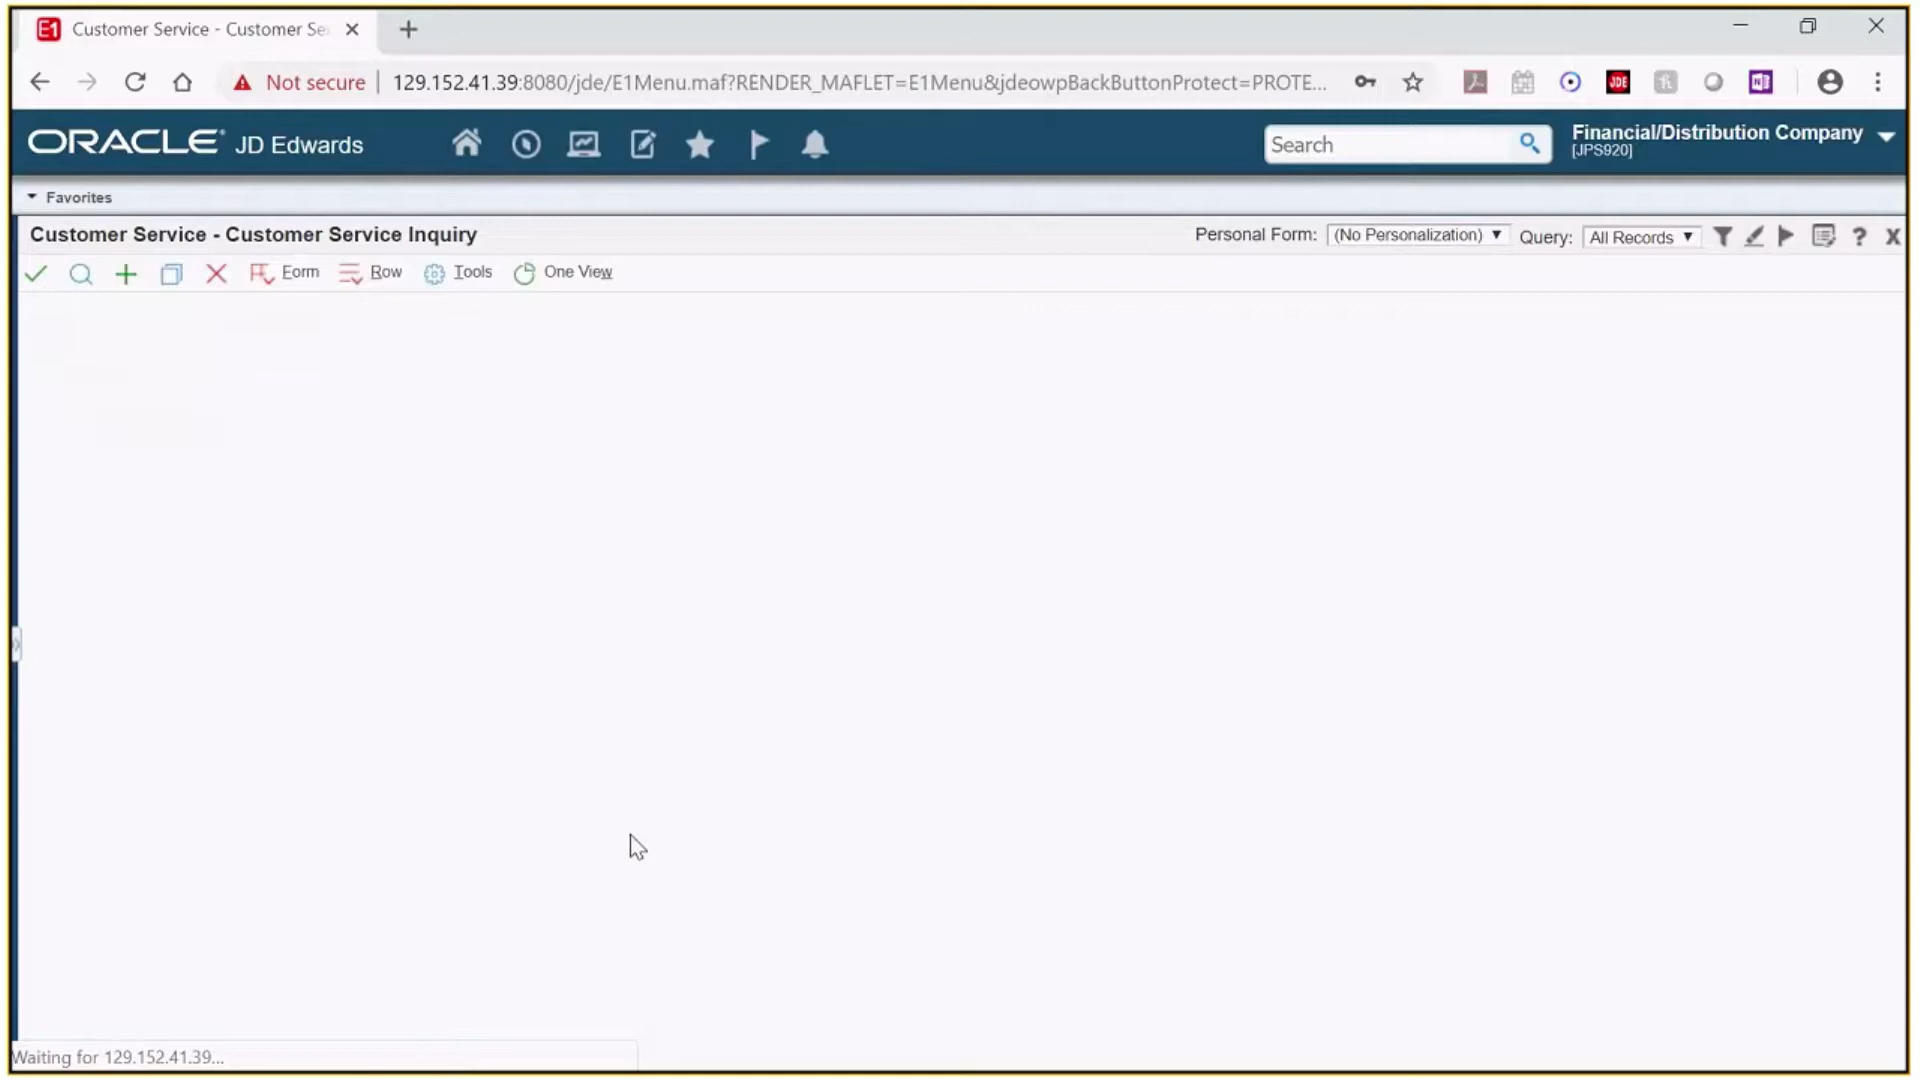 E1 Customer Service - Customer Se
Not secure 129.152.41.39:8080/jde/E1Menu.maf?RENDER_MAFLET=E1Menu&jdeowpBackButtonProtect=PROTE...
JDE
N
ORACLE JD Edwards
Search
Financial/Distribution Company
[JPS920]
Favorites
Customer Service - Customer Service Inquiry
Personal Form: (No Personalization) Query: All Records
Form Row Tools One View
Waiting for 129.152.41.39...